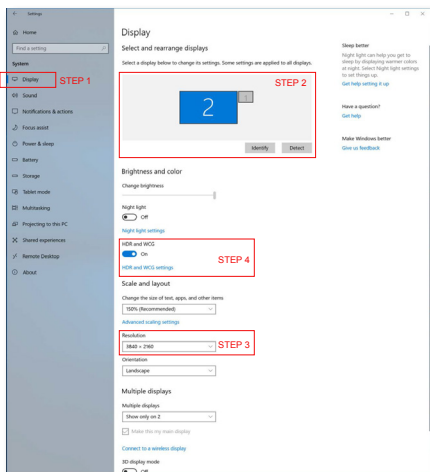 Settings
Home
Find a setting
System
Display
STEP 1
Sound
Notifications & actions
Focus assist
Power & sleep
Battery
Storage
Tablet mode
Multitasking
Projecting to this PC
Shared experiences
Remote Desktop
About
Display
Select and rearrange displays
Select a display below to change its settings. Some settings are applied to all displays.
STEP 2
2
1
Identify
Detect
Brightness and color
Change brightness
Night light
Off
Night light settings
HDR and WCG
On
STEP 4
HDR and WCG settings
Scale and layout
Change the size of text, apps, and other items
150% (Recommended)
Advanced scaling settings
Resolution
3840 × 2160
STEP 3
Orientation
Landscape
Multiple displays
Multiple displays
Show only on 2
Make this my main display
Connect to a wireless display
3D display mode
Off
Sleep better
Night light can help you get to
sleep by displaying warmer colors
at night. Select Night light settings
to set things up.
Get help setting it up
Have a question?
Get help
Make Windows better
Give us feedback